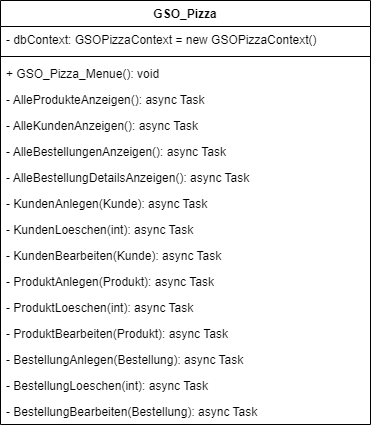 GSO_Pizza
- dbContext: GSOPizzaContext = new GSOPizzaContext()
+ GSO_Pizza_Menue(): void
- AlleProdukteAnzeigen(): async Task
- AlleKundenAnzeigen(): async Task
- AlleBestellungenAnzeigen(): async Task
- AlleBestellungDetailsAnzeigen(): async Task
- KundenAnlegen(Kunde): async Task
- KundenLoeschen(int): async Task
- KundenBearbeiten(Kunde): async Task
- ProduktAnlegen(Produkt): async Task
- ProduktLoeschen(int): async Task
- ProduktBearbeiten(Produkt): async Task
- BestellungAnlegen(Bestellung): async Task
- BestellungLoeschen(int): async Task
- BestellungBearbeiten(Bestellung): async Task